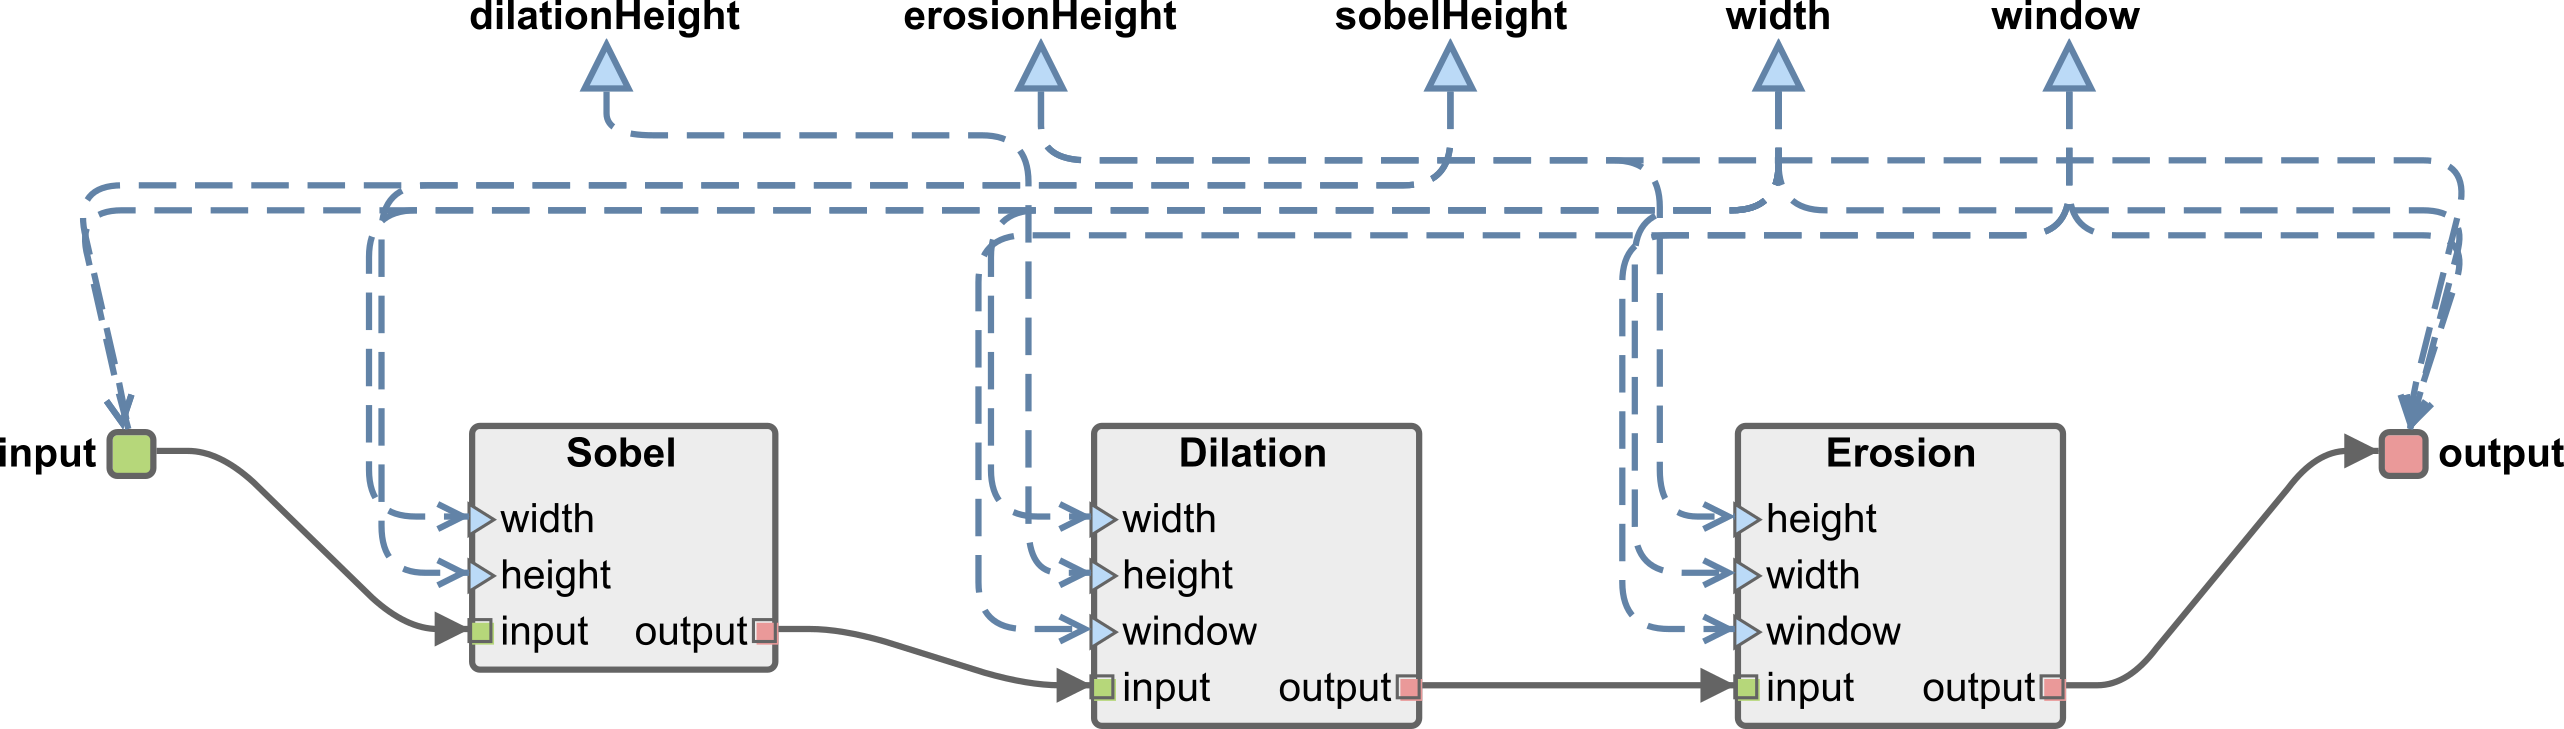 dilationHeight erosionHeight sobelHeight width window
input Sobel Dilation Erosion output
width width height
height height width
input output window window
input output input output